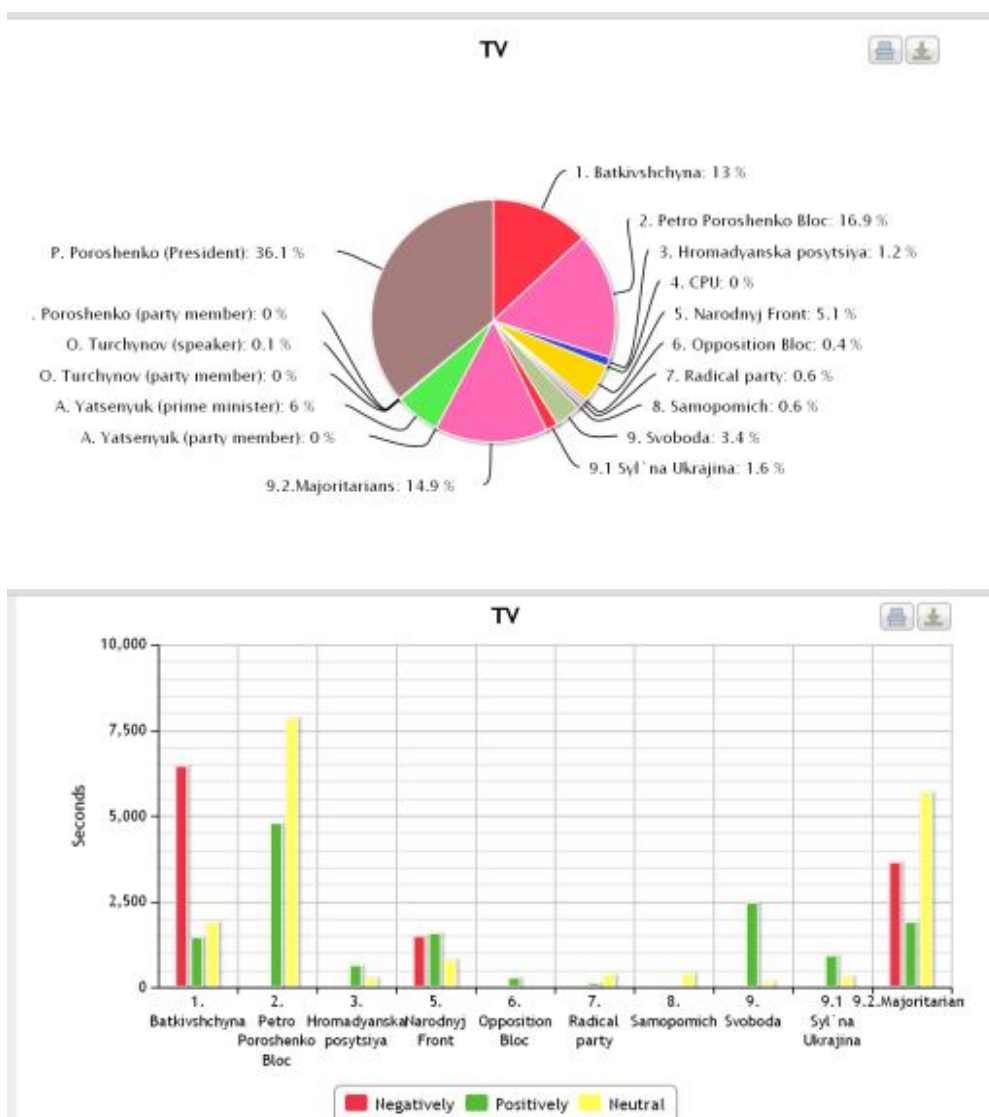 TV
1. Batkivshchyna: 13 %
2. Petro Poroshenko Bloc: 16.9 %
3. Hromadyanska posytsiya: 1.2 %
4. CPU: 0 %
5. Narodnyj Front: 5.1 %
6. Opposition Bloc: 0.4 %
7. Radical party: 0.6 %
8. Samopomich: 0.6 %
9. Svoboda: 3.4 %
9.1 Syl`na Ukrajina: 1.6 %
P. Poroshenko (President): 36.1 %
. Poroshenko (party member): 0 %
O. Turchynov (speaker): 0.1 %
O. Turchynov (party member): 0 %
A. Yatsenyuk (prime minister): 6 %
A. Yatsenyuk (party member): 0 %
9.2.Majoritarians: 14.9 %
TV
10,000
7,500
5,000
2,500
0
Seconds
1.
Batkivshchyna
2.
Petro
Poroshenko
Bloc
3.
Hromadyanska
posytsiya
5.
Narodnyj
Front
6.
Opposition
Bloc
7.
Radical
party
8.
Samopomich
9.
Svoboda
9.1
Syl`na
Ukrajina
9.2.Majoritarian
Negatively Positively Neutral